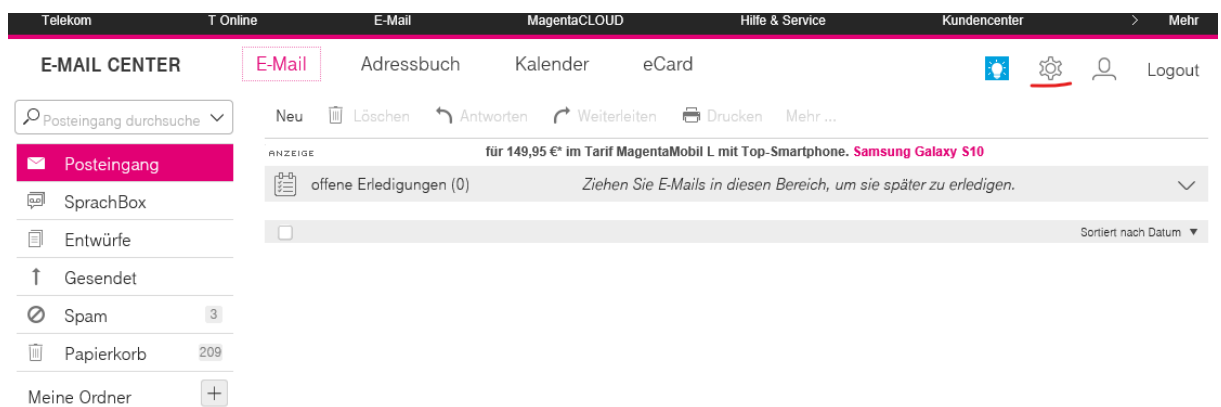 Telekom T Online E-Mail MagentaCLOUD Hilfe & Service Kundencenter > Mehr
E-MAIL CENTER E-Mail Adressbuch Kalender eCard Logout
Posteingang durchsuche Neu Löschen Antworten Weiterleiten Drucken Mehr ...
ANZEIGE für 149,95 €* im Tarif MagentaMobil L mit Top-Smartphone. Samsung Galaxy S10
Posteingang
offene Erledigungen (0) Ziehen Sie E-Mails in diesen Bereich, um sie später zu erledigen.
SprachBox
Entwürfe Sortiert nach Datum ▼
Gesendet
Spam 3
Papierkorb 209
Meine Ordner +